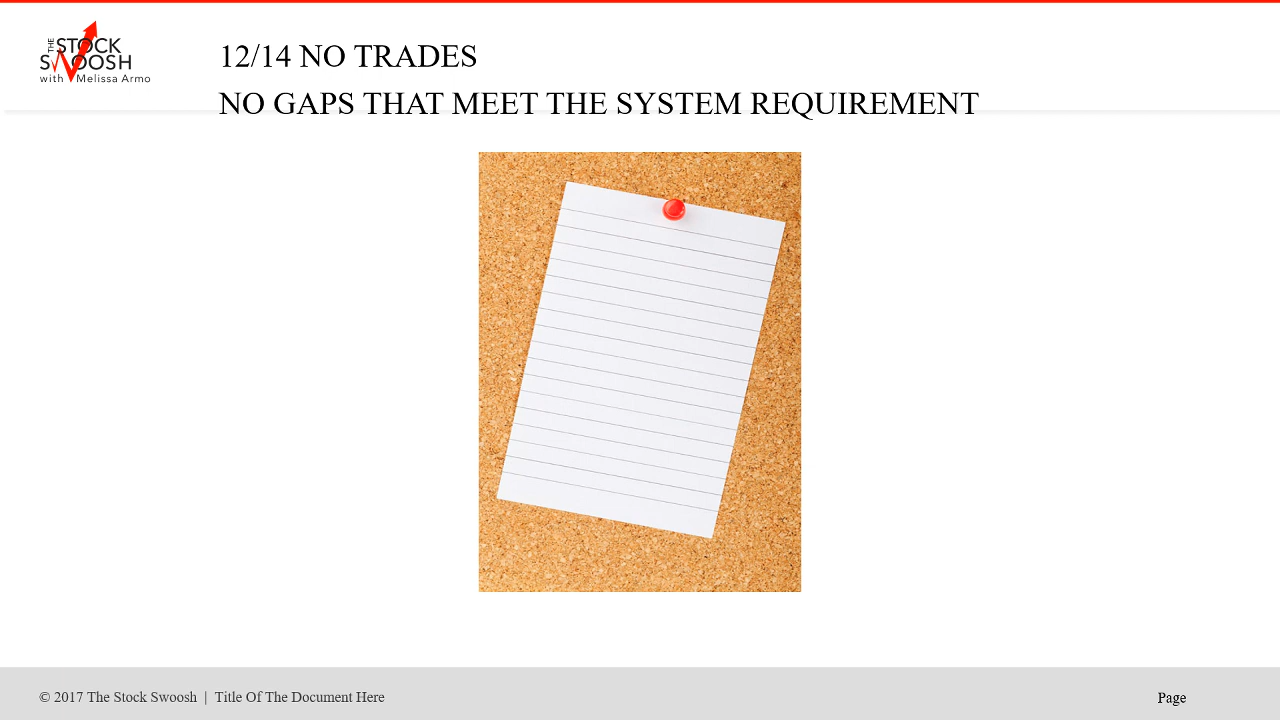 THE STOCK
SWOOSH
with Melissa Armo
12/14 NO TRADES
NO GAPS THAT MEET THE SYSTEM REQUIREMENT
© 2017 The Stock Swoosh | Title Of The Document Here
Page